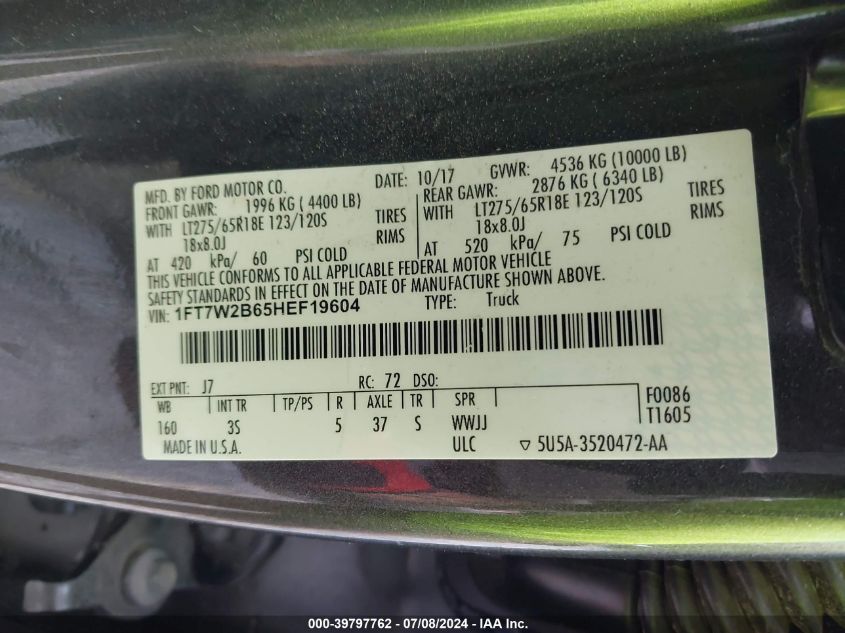 MFD. BY FORD MOTOR CO. DATE: 10/17 GVWR: 4536 KG (10000 LB)
FRONT GAWR: 1996 KG ( 4400 LB) REAR GAWR: 2876 KG ( 6340 LB)
WITH LT275/65R18E 123/120S TIRES WITH LT275/65R18E 123/120S TIRES
18x8.0J RIMS 18x8.0J RIMS
AT 420 kPa/ 60 PSI COLD AT 520 kPa/ 75 PSI COLD
THIS VEHICLE CONFORMS TO ALL APPLICABLE FEDERAL MOTOR VEHICLE
SAFETY STANDARDS IN EFFECT ON THE DATE OF MANUFACTURE SHOWN ABOVE.
VIN: 1FT7W2B65HEF19604 TYPE: Truck
EXT PNT: J7 RC: 72 DSO:
WB INT TR TP/PS R AXLE TR SPR F0086
160 3S 5 37 S WWJJ T1605
MADE IN U.S.A. ULC ▽ 5U5A-3520472-AA
000-39797762 - 07/08/2024 - IAA Inc.